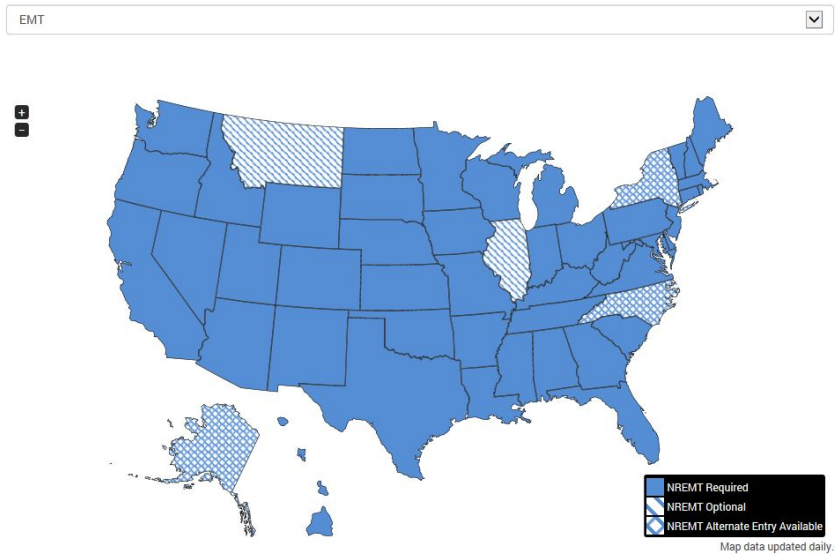 EMT
+
-
NREMT Required
NREMT Optional
NREMT Alternate Entry Available
Map data updated daily.